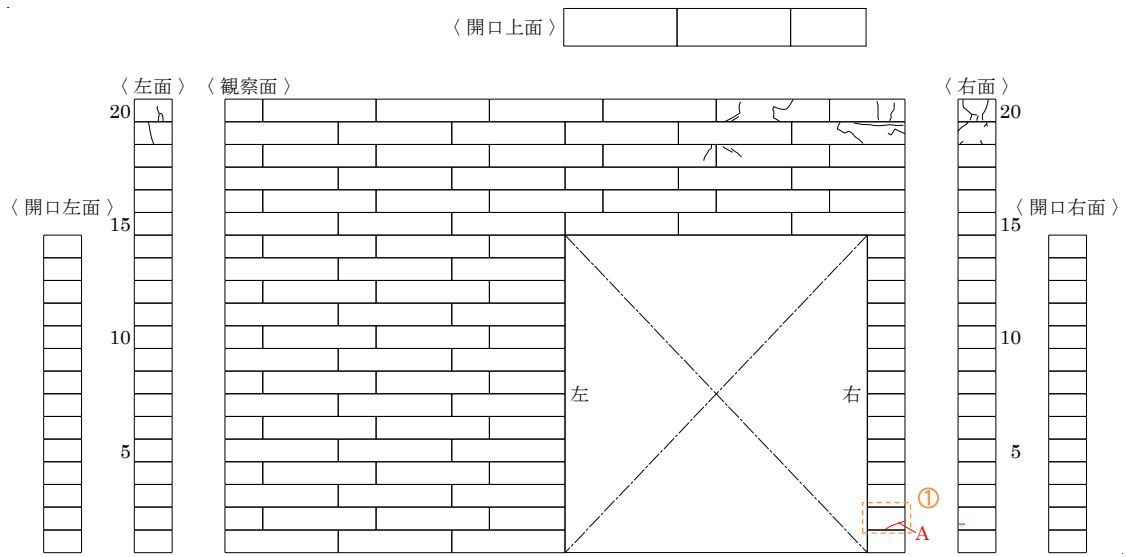 〈 開口上面 〉
〈 左面 〉 〈 観察面 〉 〈 右面 〉
20 20
〈 開口左面 〉 〈 開口右面 〉
15 15
10 10
左 右
5 5
①
A